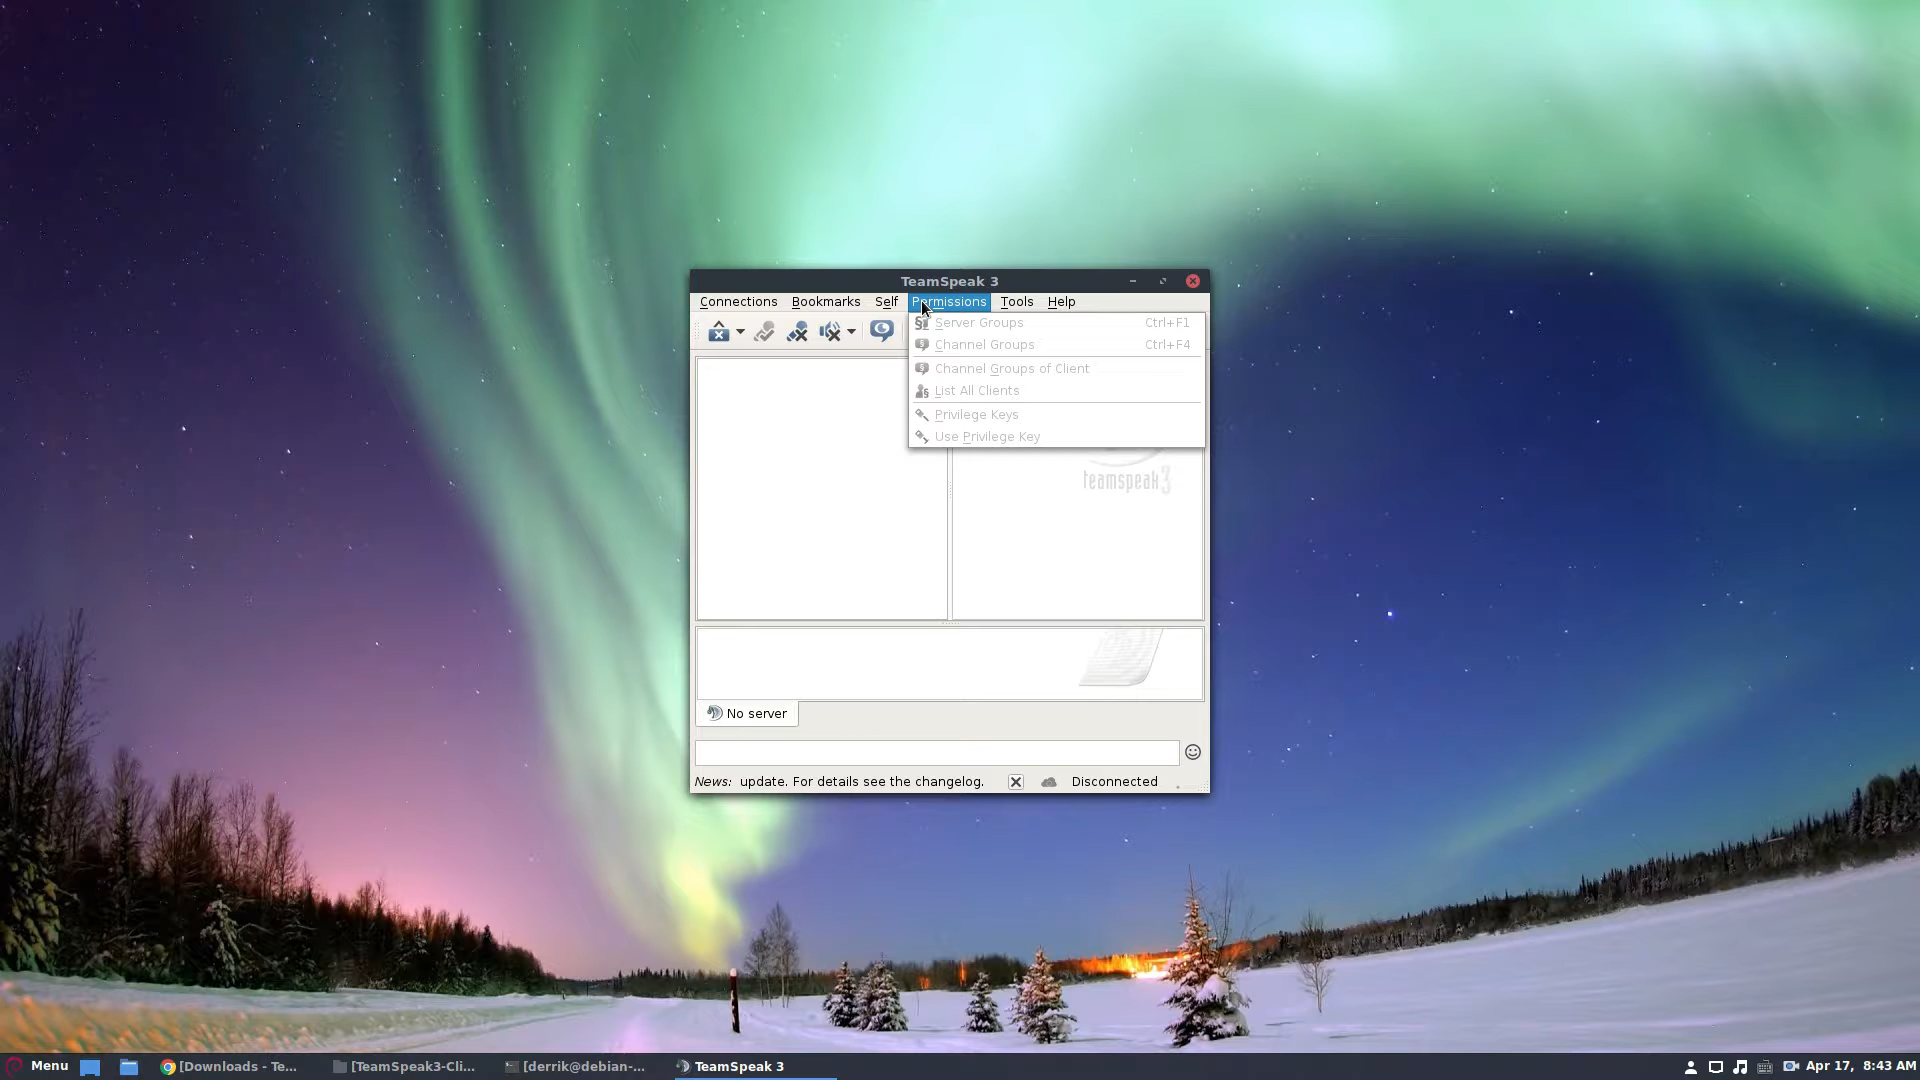 TeamSpeak 3
Connections Bookmarks Self Permissions Tools Help
Server Groups Ctrl+F1
Channel Groups Ctrl+F4
Channel Groups of Client
List All Clients
Privilege Keys
Use Privilege Key
teamspeak 3
No server
News: update. For details see the changelog.
Disconnected
Menu [Downloads - Te... [TeamSpeak3-Cli... [derrik@debian-... TeamSpeak 3 Apr 17, 8:43 AM